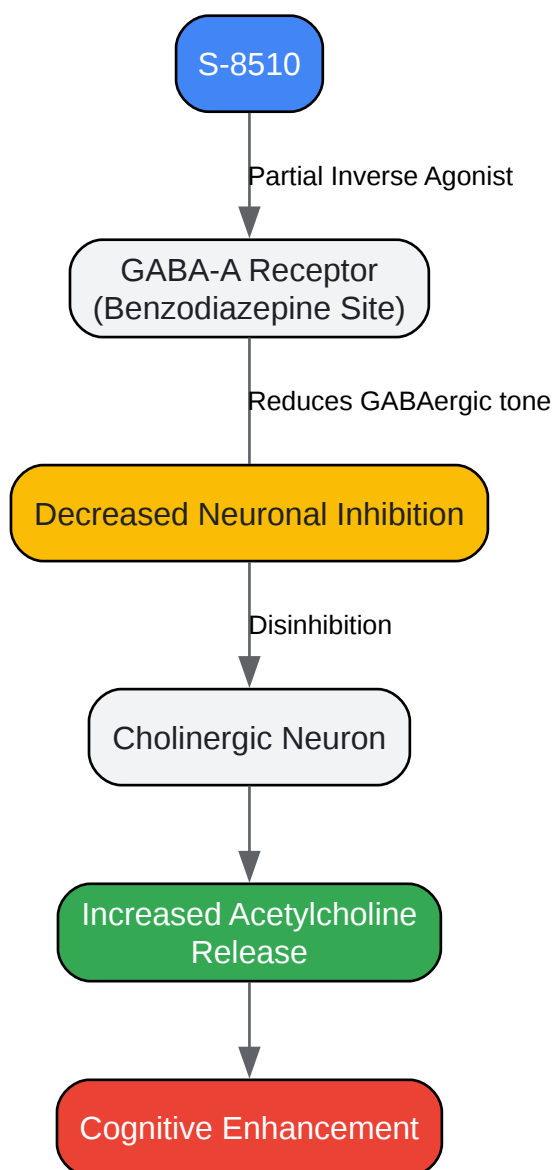 S-8510
Partial Inverse Agonist
GABA-A Receptor
(Benzodiazepine Site)
Reduces GABAergic tone
Decreased Neuronal Inhibition
Disinhibition
Cholinergic Neuron
Increased Acetylcholine
Release
Cognitive Enhancement